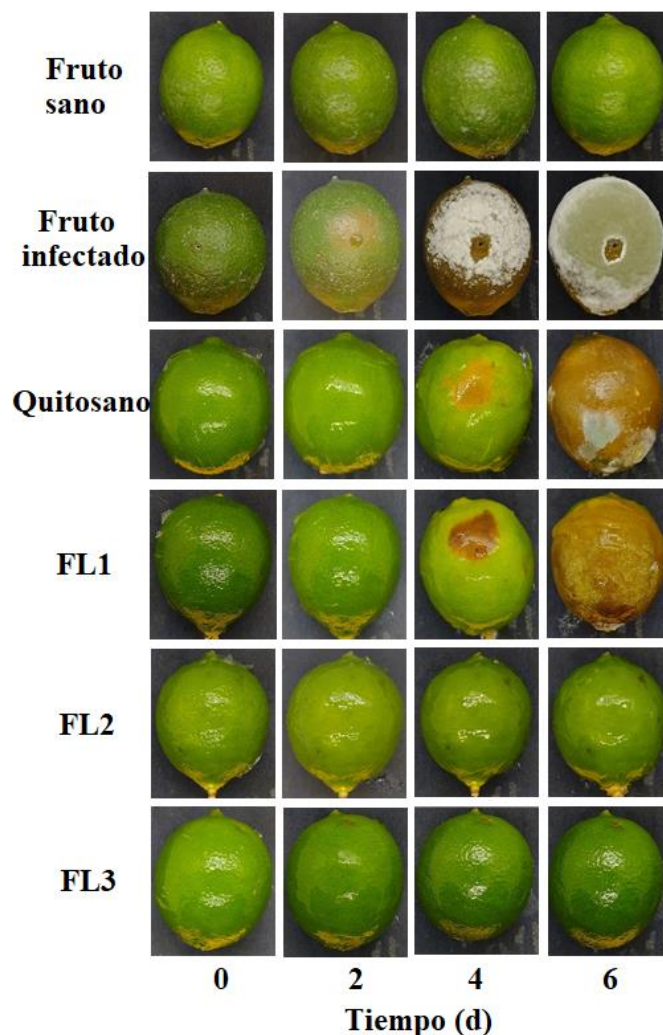 Fruto
sano
Fruto
infectado
Quitosano
FL1
FL2
FL3
0 2 4 6
Tiempo (d)